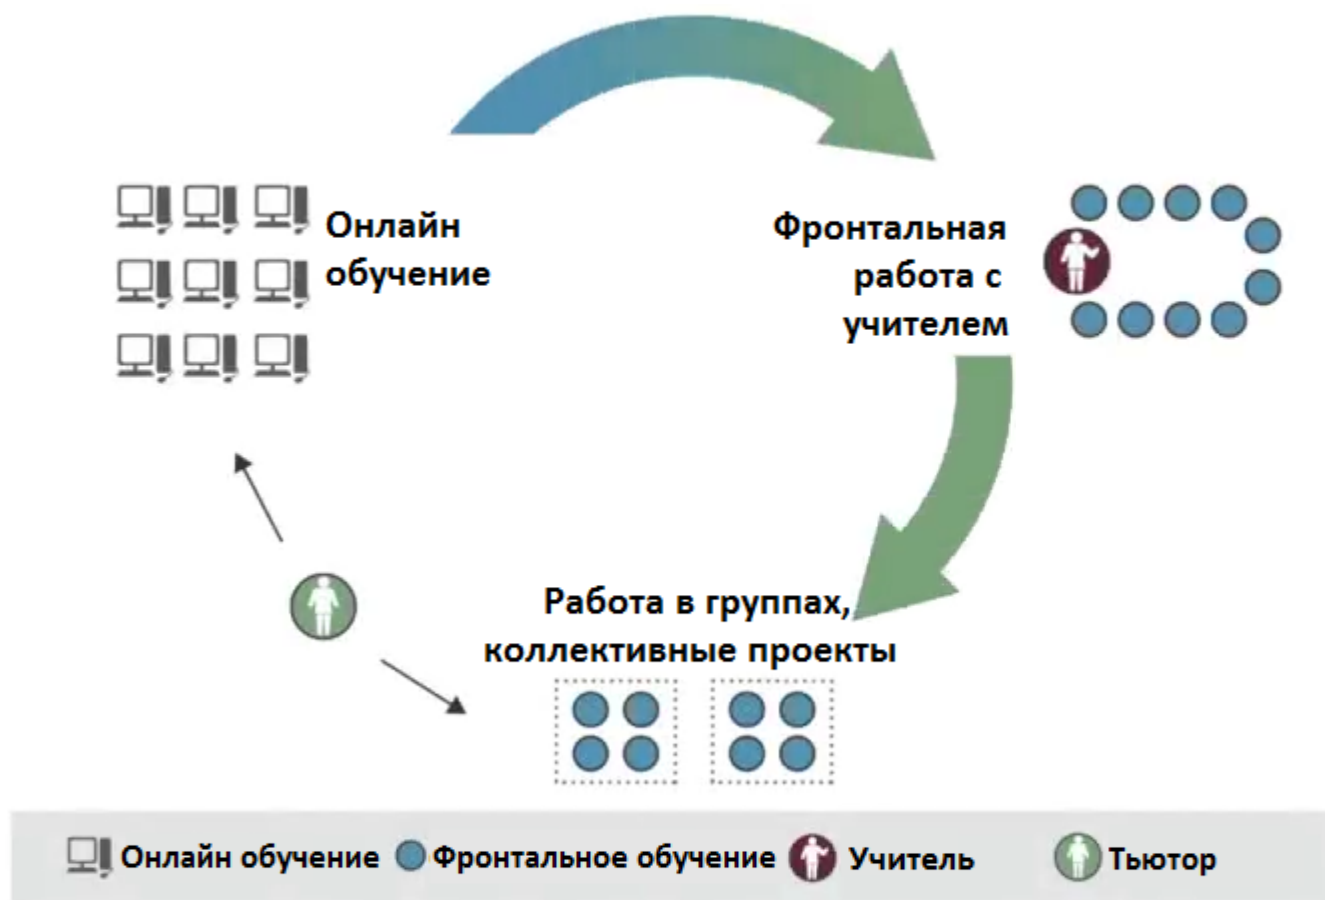 Онлайн
обучение
Фронтальная
работа с
учителем
Работа в группах,
коллективные проекты
Онлайн обучение
Фронтальное обучение
Учитель
Тьютор